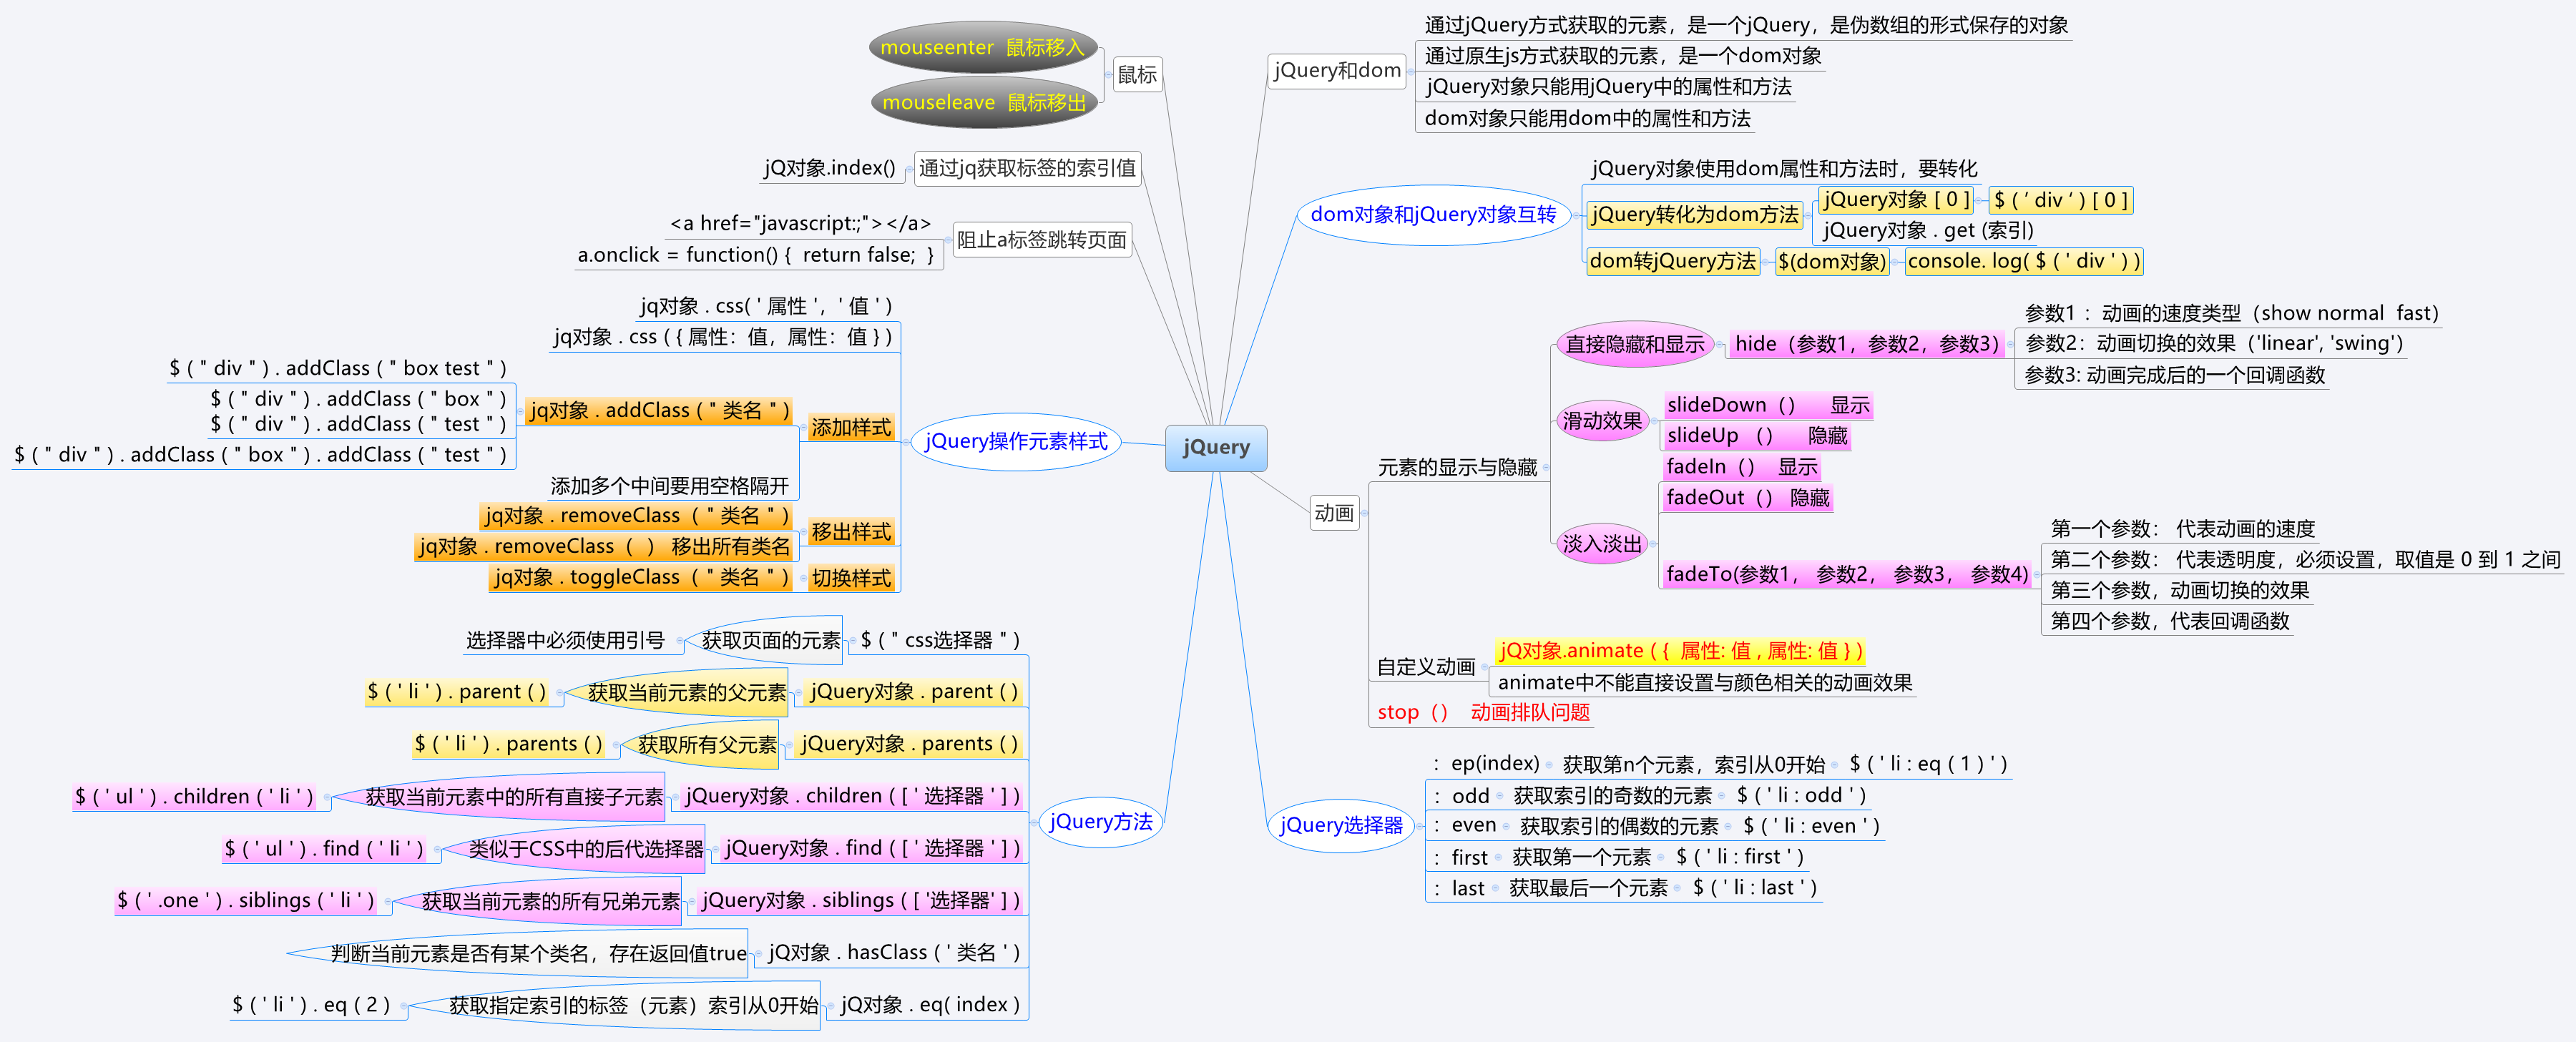 jQuery
jQuery和dom
通过jQuery方式获取的元素，是一个jQuery，是伪数组的形式保存的对象
通过原生js方式获取的元素，是一个dom对象
jQuery对象只能用jQuery中的属性和方法
dom对象只能用dom中的属性和方法
dom对象和jQuery对象互转
jQuery对象使用dom属性和方法时，要转化
jQuery转化为dom方法
jQuery对象 [ 0 ]
$ ( ’ div ‘ ) [ 0 ]
jQuery对象 . get (索引)
dom转jQuery方法
$(dom对象)
console. log( $ ( ' div ' ) )
动画
元素的显示与隐藏
直接隐藏和显示
hide（参数1，参数2，参数3）
参数1 ：动画的速度类型（show normal  fast）
参数2：动画切换的效果（'linear', 'swing'）
参数3: 动画完成后的一个回调函数
滑动效果
slideDown（）  显示
slideUp （）  隐藏
淡入淡出
fadeIn（） 显示
fadeOut（） 隐藏
fadeTo(参数1， 参数2， 参数3， 参数4)
第一个参数： 代表动画的速度
第二个参数： 代表透明度，必须设置，取值是 0 到 1 之间
第三个参数，动画切换的效果
第四个参数，代表回调函数
自定义动画
jQ对象.animate ( {  属性: 值 , 属性: 值 } )
animate中不能直接设置与颜色相关的动画效果
stop（） 动画排队问题
jQuery选择器
：ep(index)
获取第n个元素，索引从0开始
$ ( ' li : eq ( 1 ) ' )
：odd
获取索引的奇数的元素
$ ( ' li : odd ' )
：even
获取索引的偶数的元素
$ ( ' li : even ' )
：first
获取第一个元素
$ ( ' li : first ' )
：last
获取最后一个元素
$ ( ' li : last ' )
鼠标
mouseenter  鼠标移入
mouseleave  鼠标移出
通过jq获取标签的索引值
jQ对象.index()
阻止a标签跳转页面
<a href="javascript:;"></a>
a.onclick = function() {  return false;  }
jQuery操作元素样式
jq对象 . css( ' 属性 '， ' 值 ' )
jq对象 . css ( { 属性：值，属性：值 } )
添加样式
jq对象 . addClass ( " 类名 " )
$ ( " div " ) . addClass ( " box test " )
$ ( " div " ) . addClass ( " box " )
$ ( " div " ) . addClass ( " test " )
$ ( " div " ) . addClass ( " box " ) . addClass ( " test " )
添加多个中间要用空格隔开
移出样式
jq对象 . removeClass  ( " 类名 " )
jq对象 . removeClass （  ） 移出所有类名
切换样式
jq对象 . toggleClass  ( " 类名 " )
jQuery方法
$ ( " css选择器 " )
获取页面的元素
选择器中必须使用引号
jQuery对象 . parent ( )
获取当前元素的父元素
$ ( ' li ' ) . parent ( )
jQuery对象 . parents ( )
获取所有父元素
$ ( ' li ' ) . parents ( )
jQuery对象 . children ( [ ' 选择器 ' ] )
获取当前元素中的所有直接子元素
$ ( ' ul ' ) . children ( ' li ' )
jQuery对象 . find ( [ ' 选择器 ' ] )
类似于CSS中的后代选择器
$ ( ' ul ' ) . find ( ' li ' )
jQuery对象 . siblings ( [ '选择器' ] )
获取当前元素的所有兄弟元素
$ ( ' .one ' ) . siblings ( ' li ' )
jQ对象 . hasClass ( ' 类名 ' )
判断当前元素是否有某个类名，存在返回值true
jQ对象 . eq( index )
获取指定索引的标签（元素）索引从0开始
$ ( ' li ' ) . eq ( 2 )